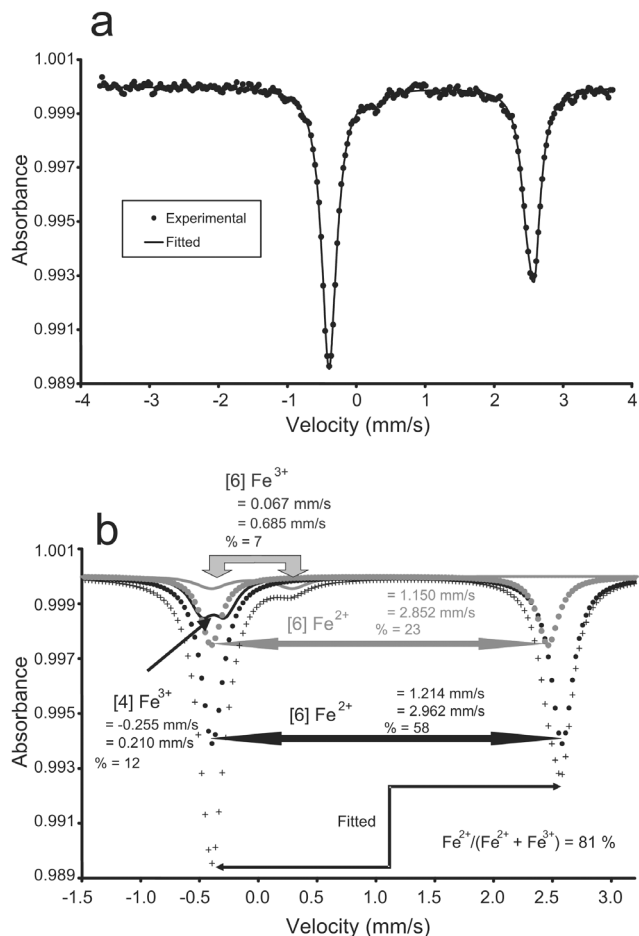 a
1.001
0.999
0.997
0.995
0.993
0.991
0.989
Absorbance
Experimental
Fitted
-4 -3 -2 -1 0 1 2 3 4
Velocity (mm/s)
b
[6] Fe3+
= 0.067 mm/s
= 0.685 mm/s
% = 7
1.001
0.999
0.997
0.995
0.993
0.991
0.989
Absorbance
[6] Fe2+
= 1.150 mm/s
= 2.852 mm/s
% = 23
[4] Fe3+
= -0.255 mm/s
= 0.210 mm/s
% = 12
[6] Fe2+
= 1.214 mm/s
= 2.962 mm/s
% = 58
Fitted
Fe2+/(Fe2+ + Fe3+) = 81 %
-1.5 -1.0 -0.5 0.0 0.5 1.0 1.5 2.0 2.5 3.0
Velocity (mm/s)